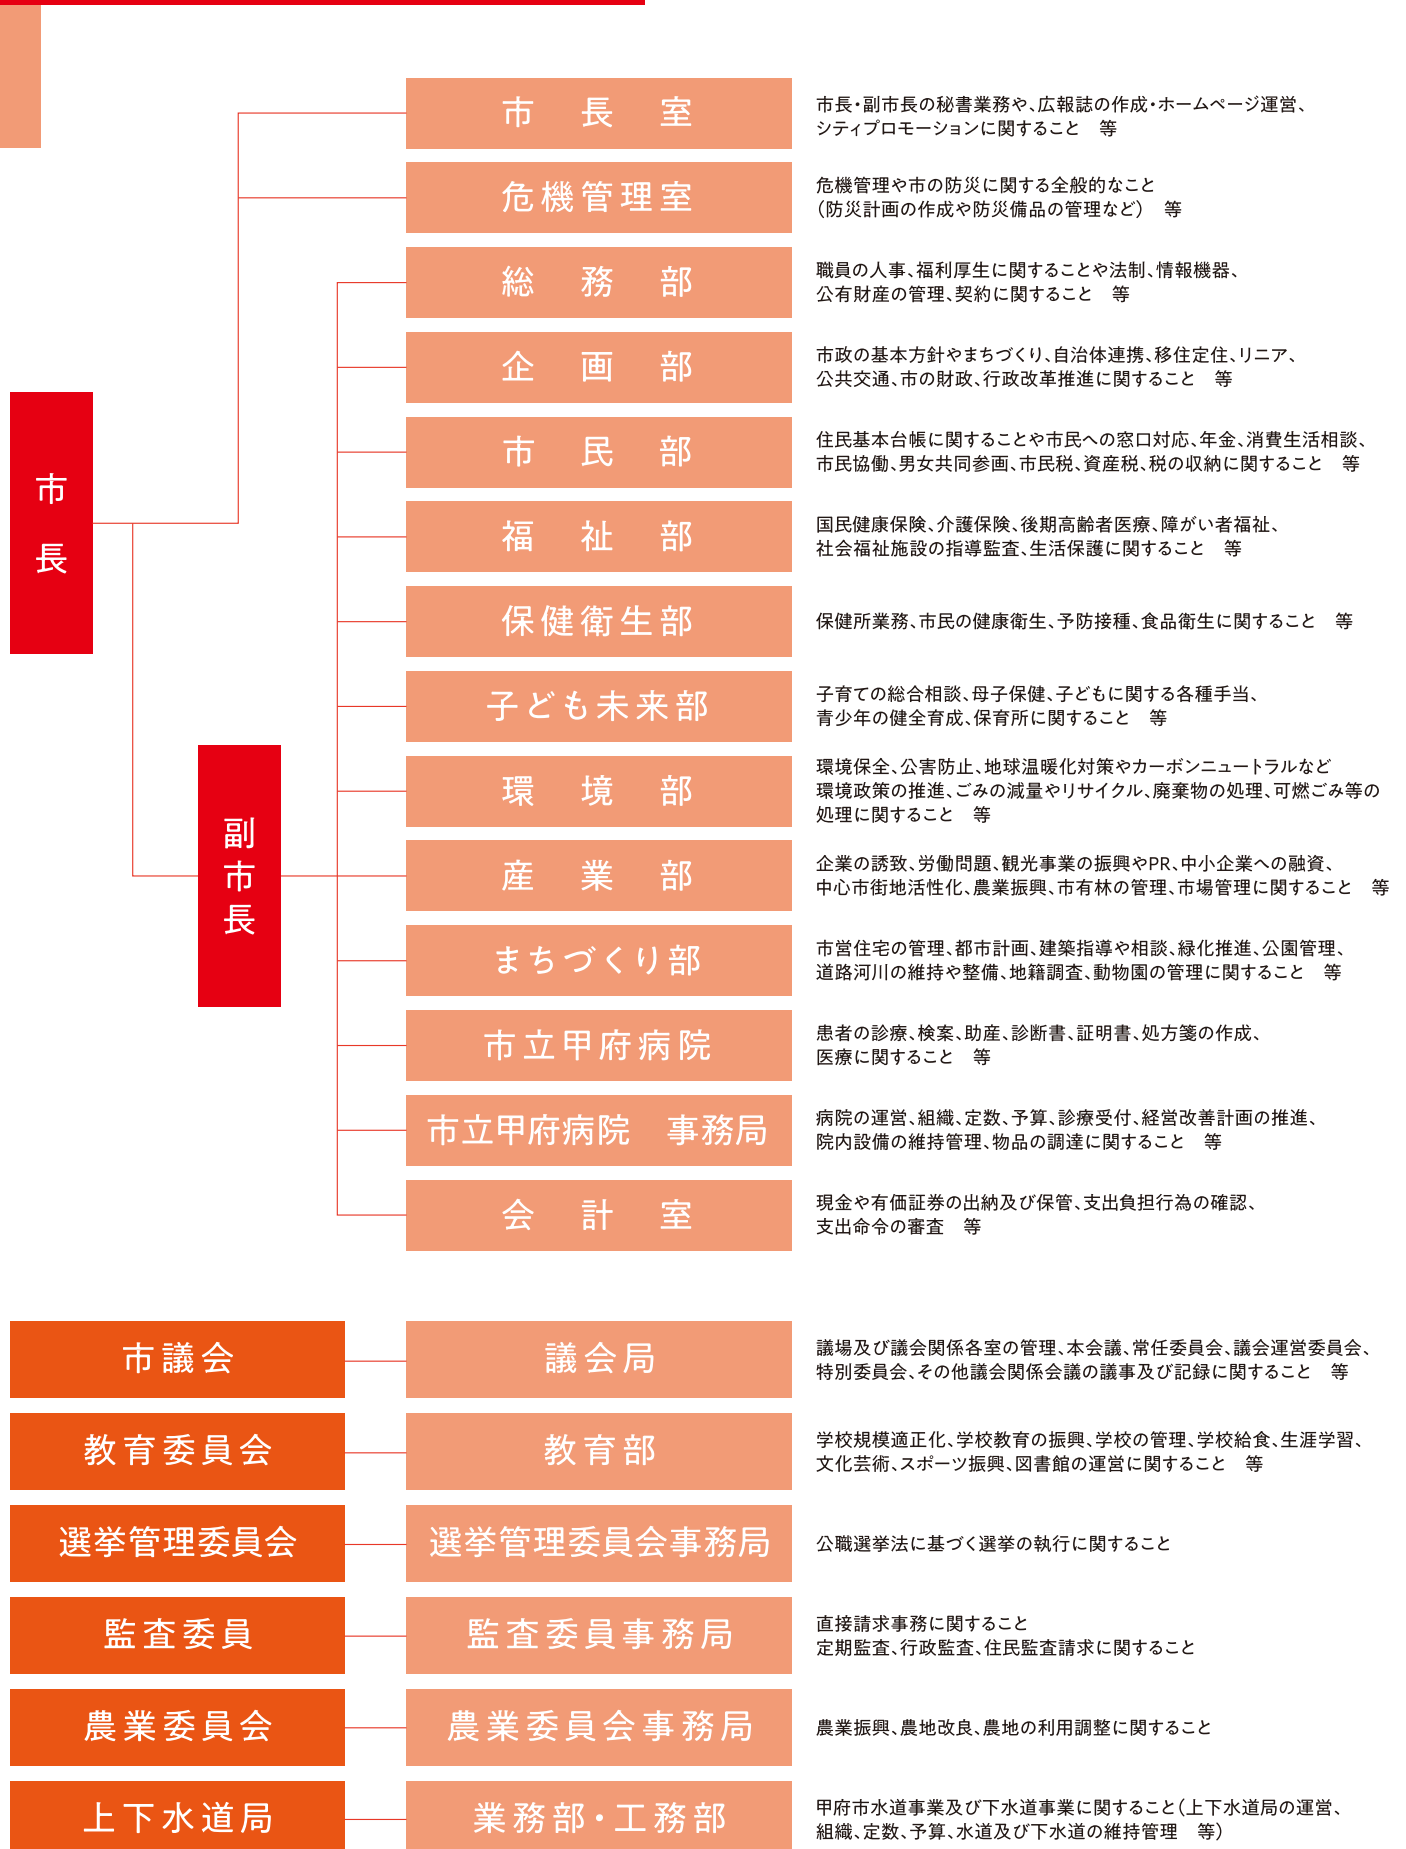 市長室
市長・副市長の秘書業務や、広報誌の作成・ホームページ運営、
シティプロモーションに関すること　等
危機管理室
危機管理や市の防災に関する全般的なこと
（防災計画の作成や防災備品の管理など）　等
総務部
職員の人事、福利厚生に関することや法制、情報機器、
公有財産の管理、契約に関すること　等
企画部
市政の基本方針やまちづくり、自治体連携、移住定住、リニア、
公共交通、市の財政、行政改革推進に関すること　等
市民部
住民基本台帳に関することや市民への窓口対応、年金、消費生活相談、
市民協働、男女共同参画、市民税、資産税、税の収納に関すること　等
福祉部
国民健康保険、介護保険、後期高齢者医療、障がい者福祉、
社会福祉施設の指導監査、生活保護に関すること　等
保健衛生部
保健所業務、市民の健康衛生、予防接種、食品衛生に関すること　等
子ども未来部
子育ての総合相談、母子保健、子どもに関する各種手当、
青少年の健全育成、保育所に関すること　等
環境部
環境保全、公害防止、地球温暖化対策やカーボンニュートラルなど
環境政策の推進、ごみの減量やリサイクル、廃棄物の処理、可燃ごみ等の
処理に関すること　等
産業部
企業の誘致、労働問題、観光事業の振興やPR、中小企業への融資、
中心市街地活性化、農業振興、市有林の管理、市場管理に関すること　等
まちづくり部
市営住宅の管理、都市計画、建築指導や相談、緑化推進、公園管理、
道路河川の維持や整備、地籍調査、動物園の管理に関すること　等
市立甲府病院
患者の診療、検案、助産、診断書、証明書、処方箋の作成、
医療に関すること　等
市立甲府病院　事務局
病院の運営、組織、定数、予算、診療受付、経営改善計画の推進、
院内設備の維持管理、物品の調達に関すること　等
会計室
現金や有価証券の出納及び保管、支出負担行為の確認、
支出命令の審査　等
市長
副市長
市議会
議会局
議場及び議会関係各室の管理、本会議、常任委員会、議会運営委員会、
特別委員会、その他議会関係会議の議事及び記録に関すること　等
教育委員会
教育部
学校規模適正化、学校教育の振興、学校の管理、学校給食、生涯学習、
文化芸術、スポーツ振興、図書館の運営に関すること　等
選挙管理委員会
選挙管理委員会事務局
公職選挙法に基づく選挙の執行に関すること
監査委員
監査委員事務局
直接請求事務に関すること
定期監査、行政監査、住民監査請求に関すること
農業委員会
農業委員会事務局
農業振興、農地改良、農地の利用調整に関すること
上下水道局
業務部・工務部
甲府市水道事業及び下水道事業に関すること（上下水道局の運営、
組織、定数、予算、水道及び下水道の維持管理　等）